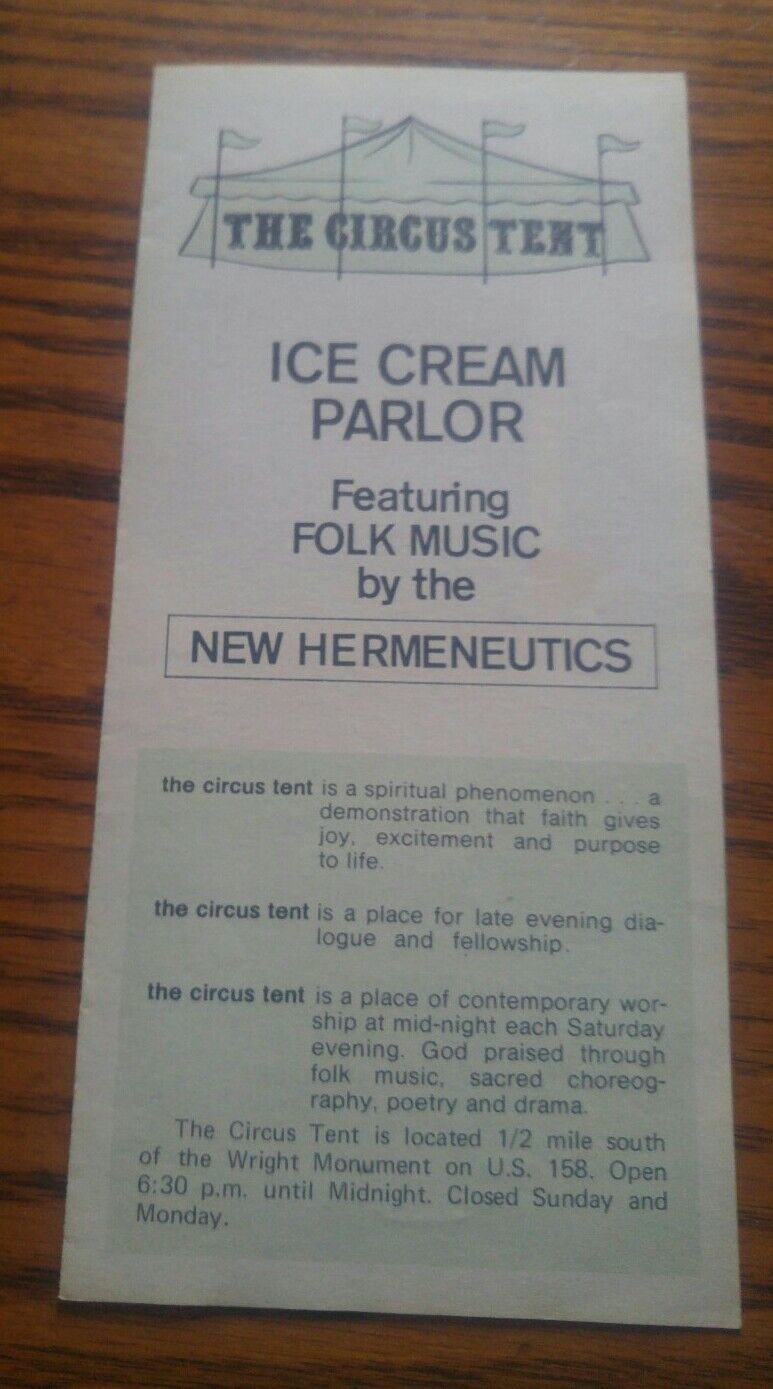 THE CIRCUS TENT
ICE CREAM
PARLOR
Featuring
FOLK MUSIC
by the
NEW HERMENEUTICS
the circus tent is a spiritual phenomenon . . . a
demonstration that faith gives
joy, excitement and purpose
to life.
the circus tent is a place for late evening dia-
logue and fellowship.
the circus tent is a place of contemporary wor-
ship at mid-night each Saturday
evening. God praised through
folk music, sacred choreog-
raphy, poetry and drama.
The Circus Tent is located 1/2 mile south
of the Wright Monument on U.S. 158. Open
6:30 p.m. until Midnight. Closed Sunday and
Monday.